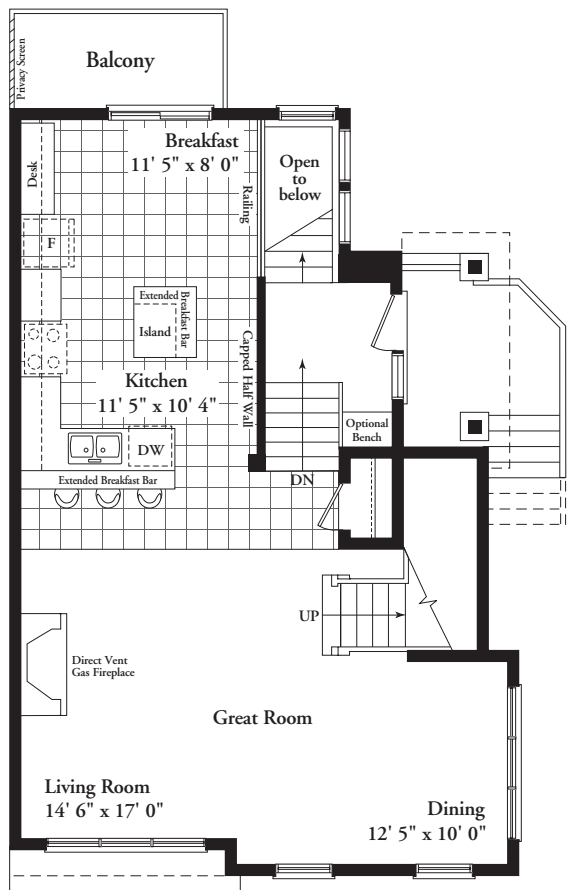 Privacy Screen
Balcony
Breakfast
11' 5" x 8' 0"
Desk
Open
to
below
Railing
F
Extended
Breakfast Bar
Island
Capped Half Wall
Kitchen
11' 5" x 10' 4"
Optional
Bench
DW
Extended Breakfast Bar
DN
UP
Direct Vent
Gas Fireplace
Great Room
Living Room
14' 6" x 17' 0"
Dining
12' 5" x 10' 0"